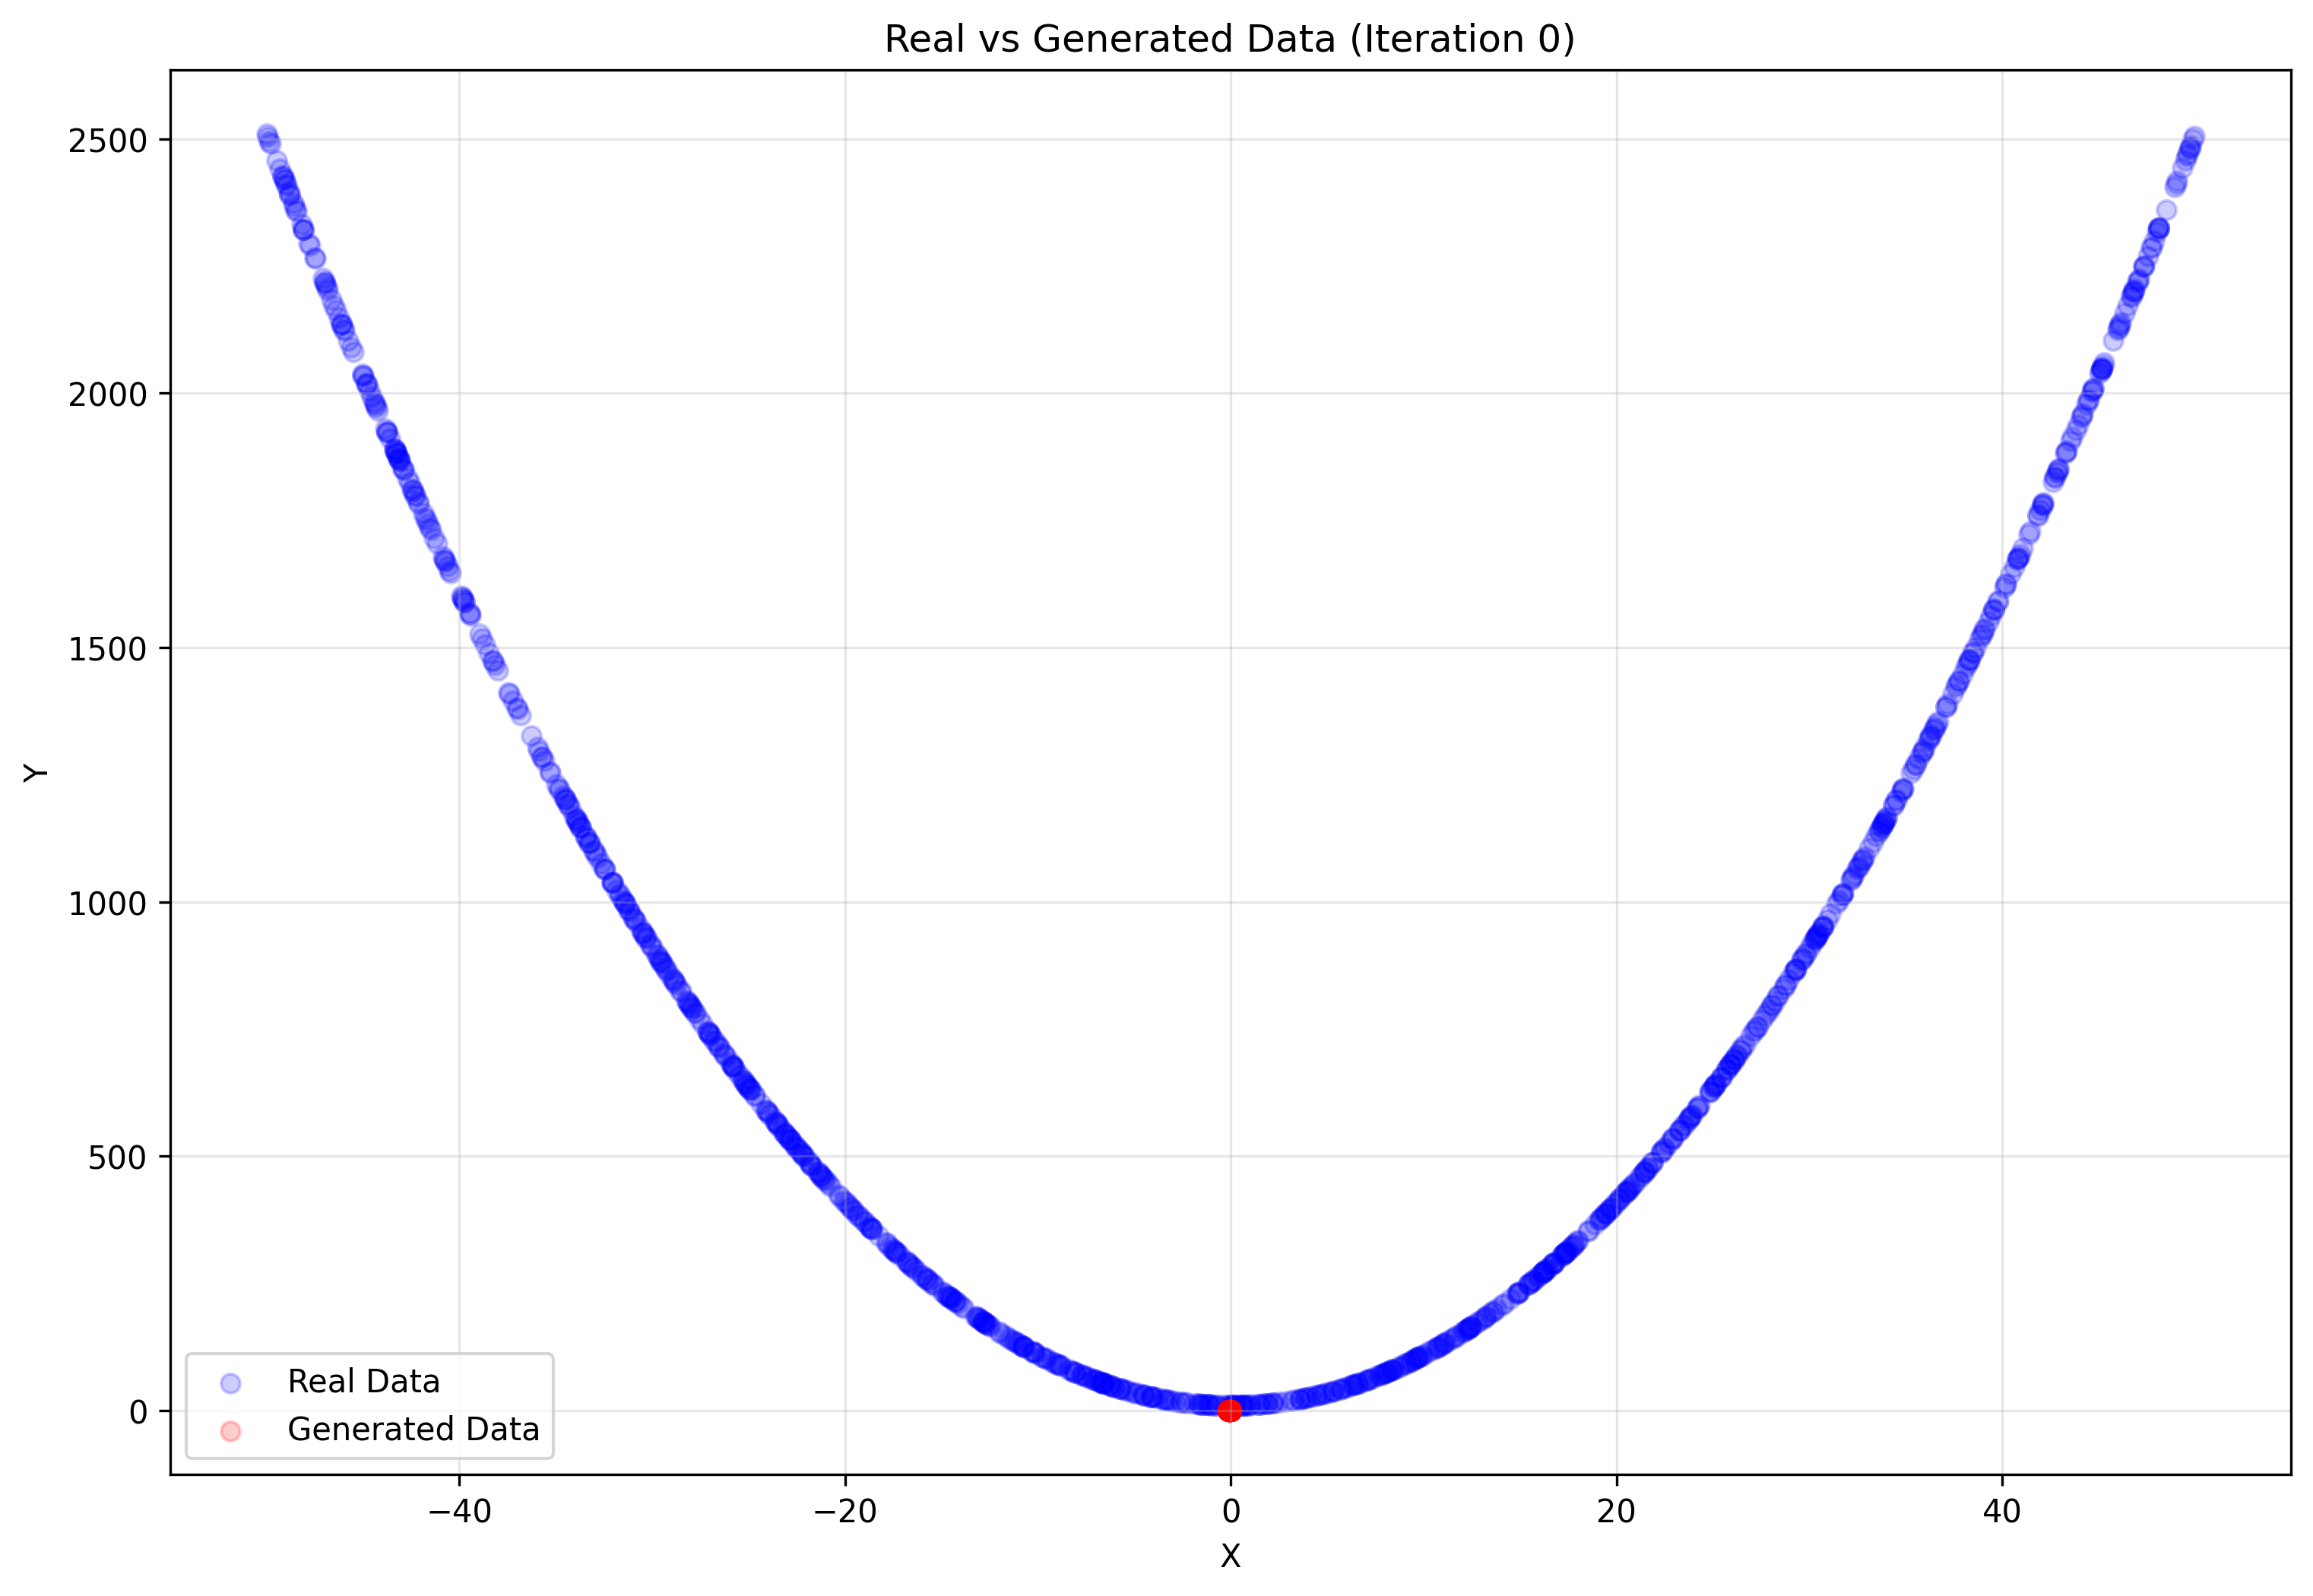 Real vs Generated Data (Iteration 0)
2500
2000
1500
1000
500
0
Y
Real Data
Generated Data
−40
−20
0
20
40
X